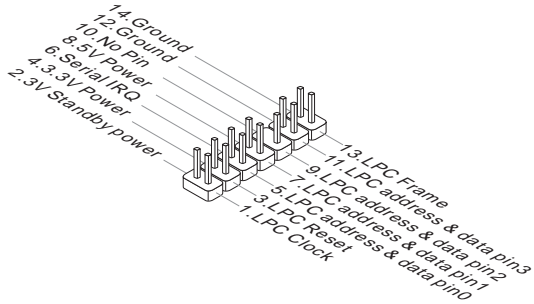 14.Ground
12.Ground
10.No Pin
8.5V Power
6.Serial IRQ
4.3.3V Power
2.3V Standby power
13.LPC Frame
11.LPC address & data pin3
9.LPC address & data pin2
7.LPC address & data pin1
5.LPC address & data pin0
3.LPC Reset
1.LPC Clock